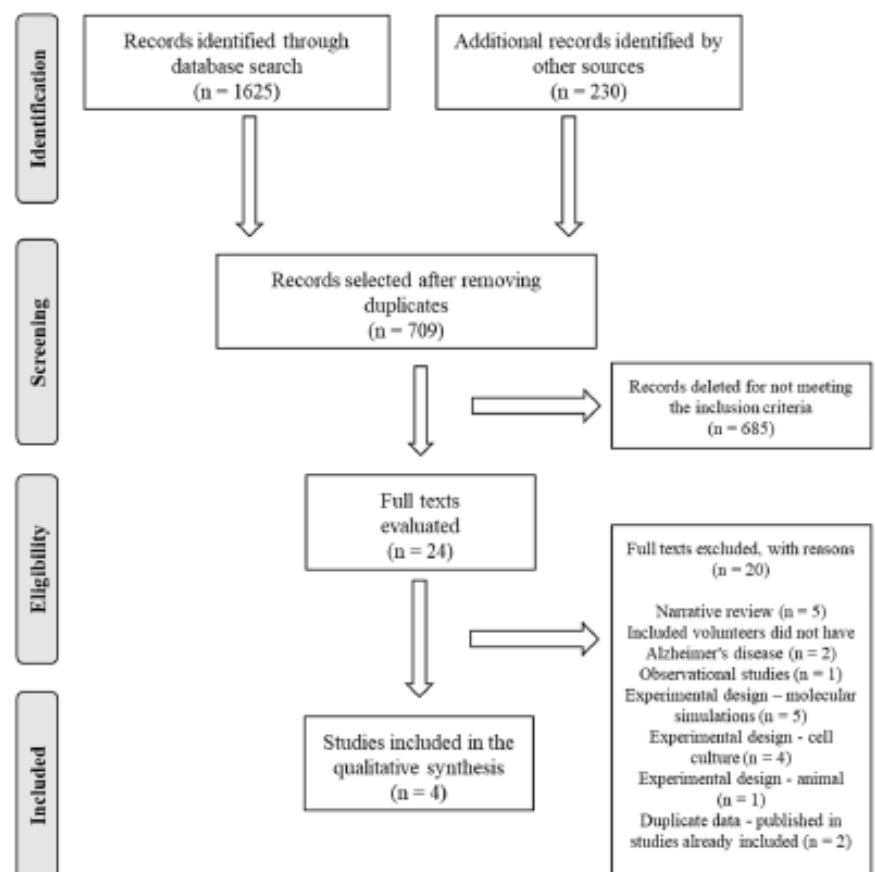 Identification
Records identified through
database search
(n = 1625)
Additional records identified by
other sources
(n = 230)
Screening
Records selected after removing
duplicates
(n = 709)
Records deleted for not meeting
the inclusion criteria
(n = 685)
Eligibility
Full texts
evaluated
(n = 24)
Full texts excluded, with reasons
(n = 20)
Narrative review (n = 5)
Included volunteers did not have
Alzheimer's disease (n = 2)
Observational studies (n = 1)
Experimental design – molecular
simulations (n = 5)
Experimental design - cell
culture (n = 4)
Experimental design - animal
(n = 1)
Duplicate data - published in
studies already included (n = 2)
Included
Studies included in the
qualitative synthesis
(n = 4)